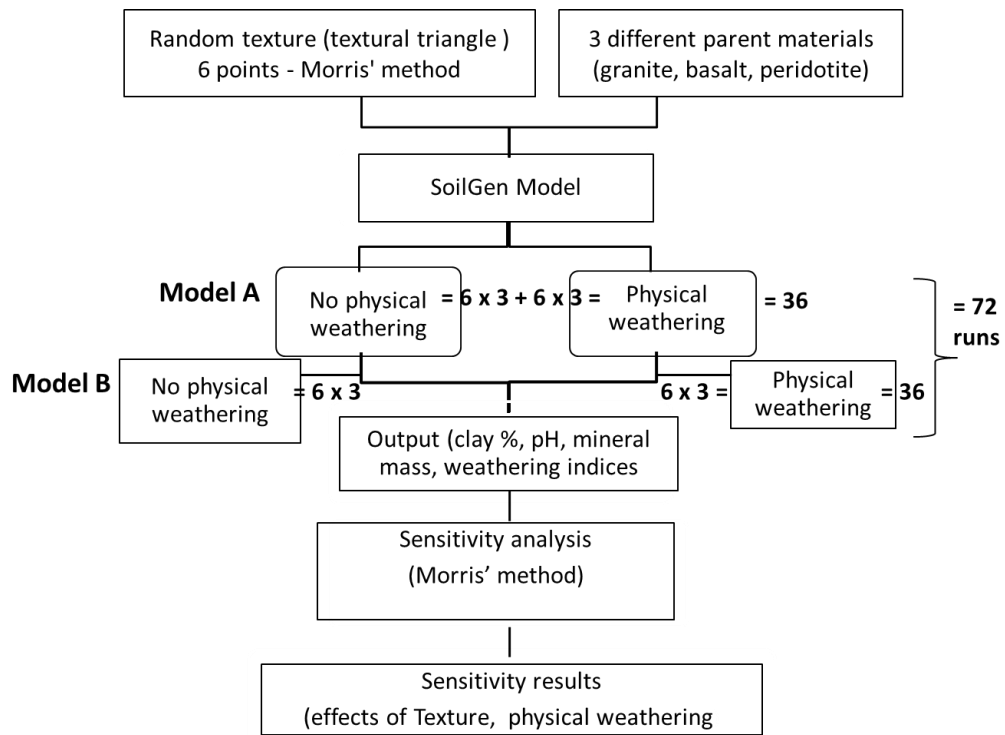 Random texture (textural triangle )
6 points - Morris' method
3 different parent materials
(granite, basalt, peridotite)
SoilGen Model
Model A
No physical
weathering
= 6 x 3 + 6 x 3 =
Physical
weathering
= 36
= 72
runs
Model B
No physical
weathering
= 6 x 3
6 x 3 =
Physical
weathering
= 36
Output (clay %, pH, mineral
mass, weathering indices
Sensitivity analysis
(Morris’ method)
Sensitivity results
(effects of Texture, physical weathering